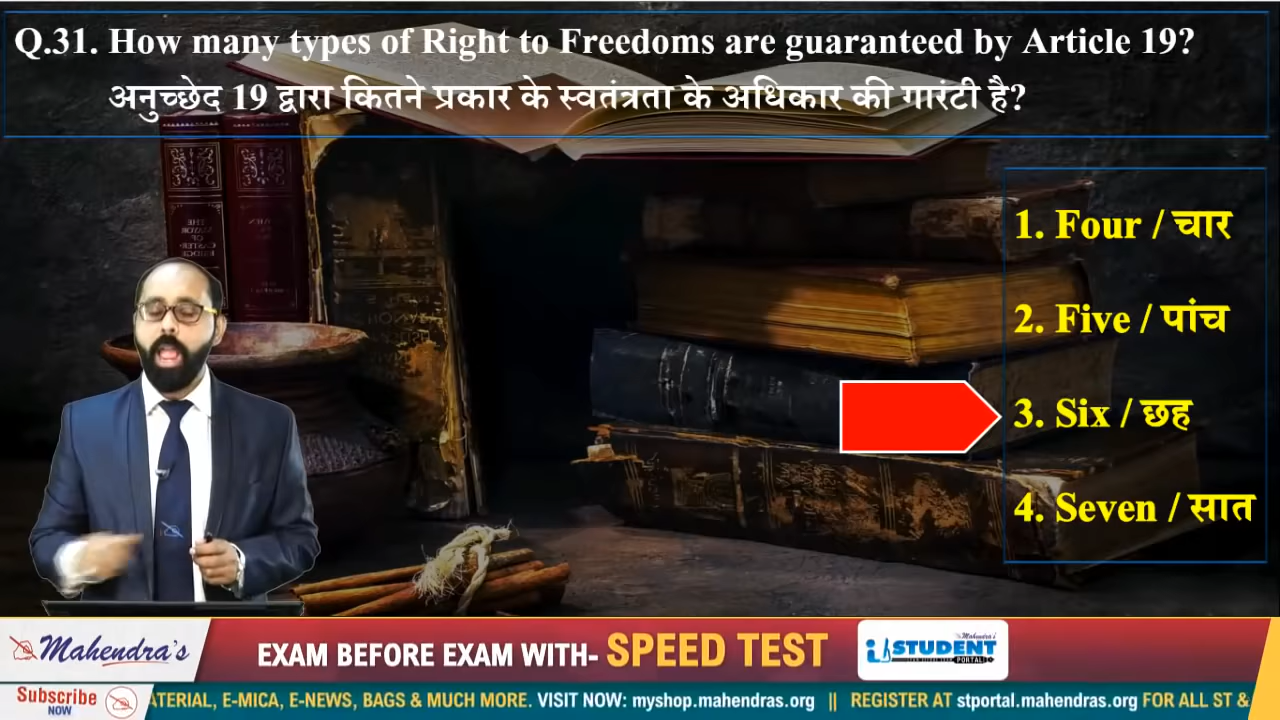 Q.31. How many types of Right to Freedoms are guaranteed by Article 19?
अनुच्छेद 19 द्वारा कितने प्रकार के स्वतंत्रता के अधिकार की गारंटी है?
1. Four / चार
2. Five / पांच
3. Six / छह
4. Seven / सात
Mahendra's
EXAM BEFORE EXAM WITH- SPEED TEST
Mahendra's
STUDENT
PORTAL
Subscribe
NOW
ATERIAL, E-MICA, E-NEWS, BAGS & MUCH MORE. VISIT NOW: myshop.mahendras.org || REGISTER AT stportal.mahendras.org FOR ALL ST &